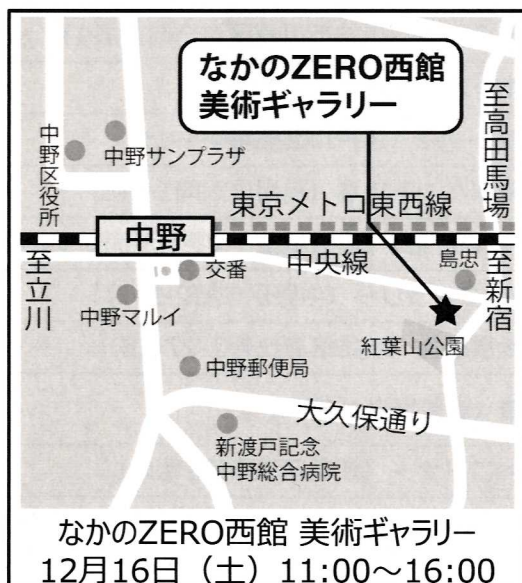 なかのZERO西館
美術ギャラリー
至高田馬場
中野区役所
中野サンプラザ
東京メトロ東西線
中野
至立川
交番
中央線
島忠
至新宿
中野マルイ
紅葉山公園
中野郵便局
大久保通り
新渡戸記念
中野総合病院
なかのZERO西館 美術ギャラリー
12月16日（土）11:00～16:00